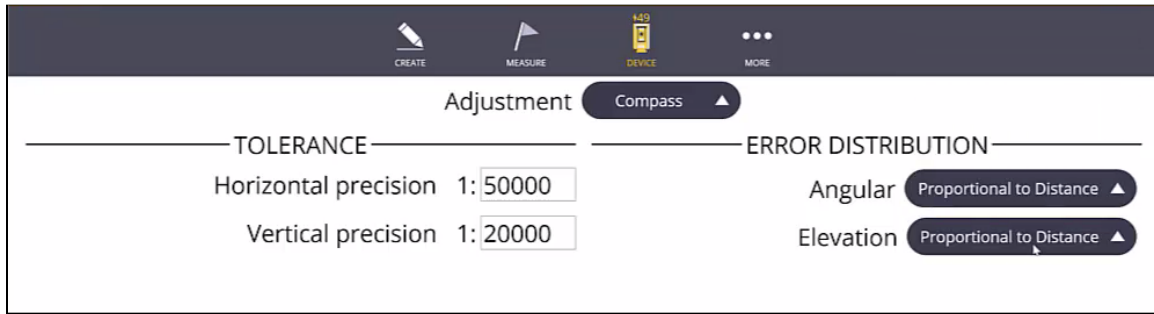 49
CREATE MEASURE DEVICE MORE
Adjustment Compass
TOLERANCE ERROR DISTRIBUTION
Horizontal precision 1: 50000 Angular Proportional to Distance
Vertical precision 1: 20000 Elevation Proportional to Distance